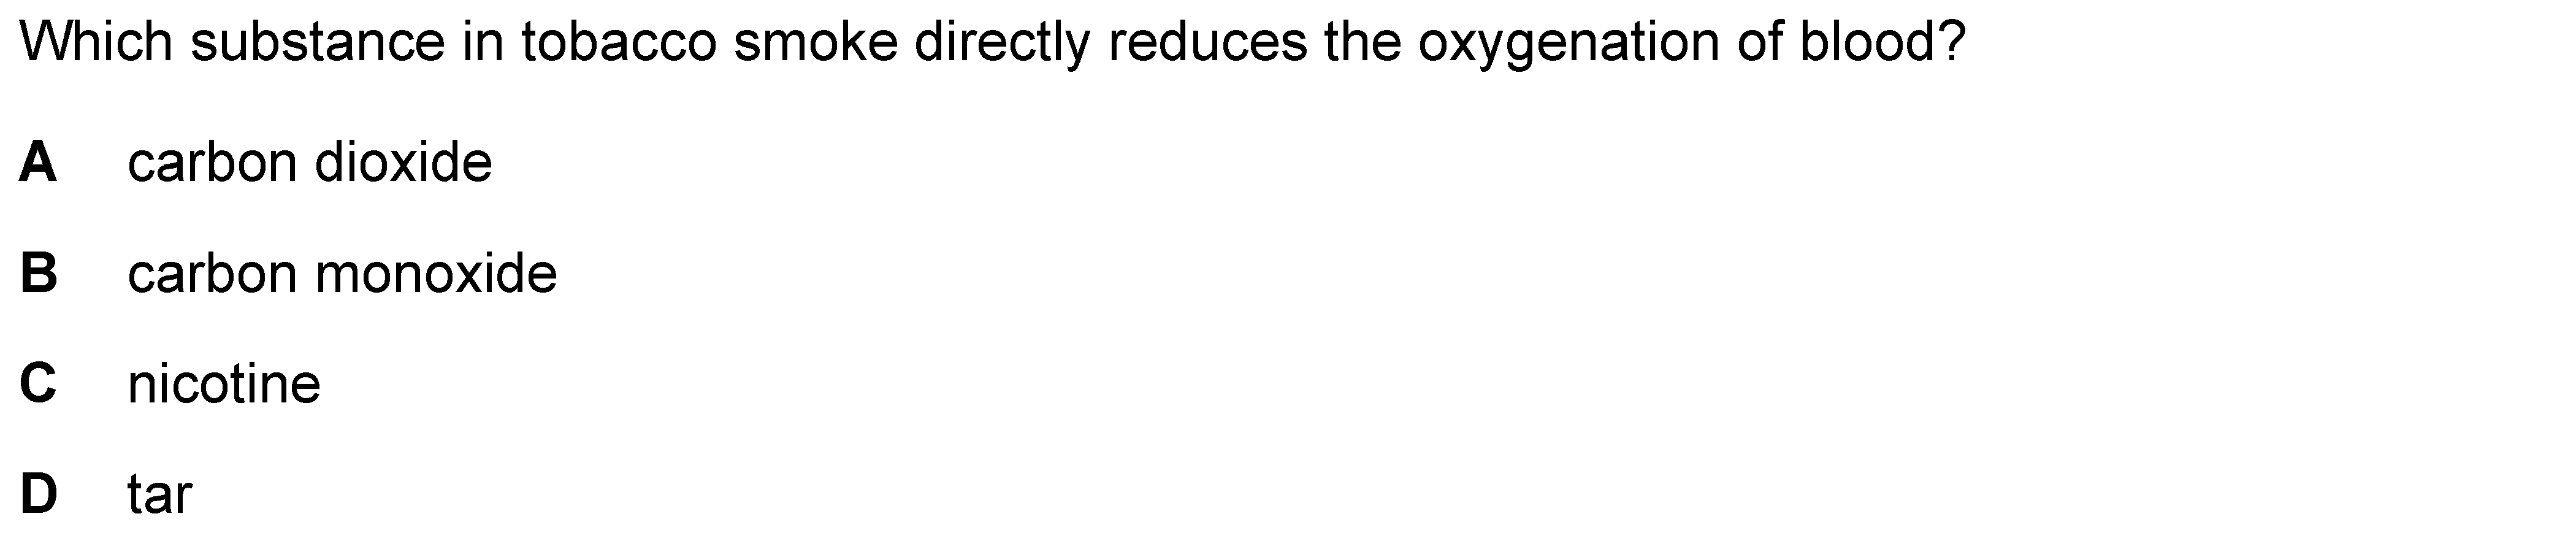 Which substance in tobacco smoke directly reduces the oxygenation of blood?
A carbon dioxide
B carbon monoxide
C nicotine
D tar